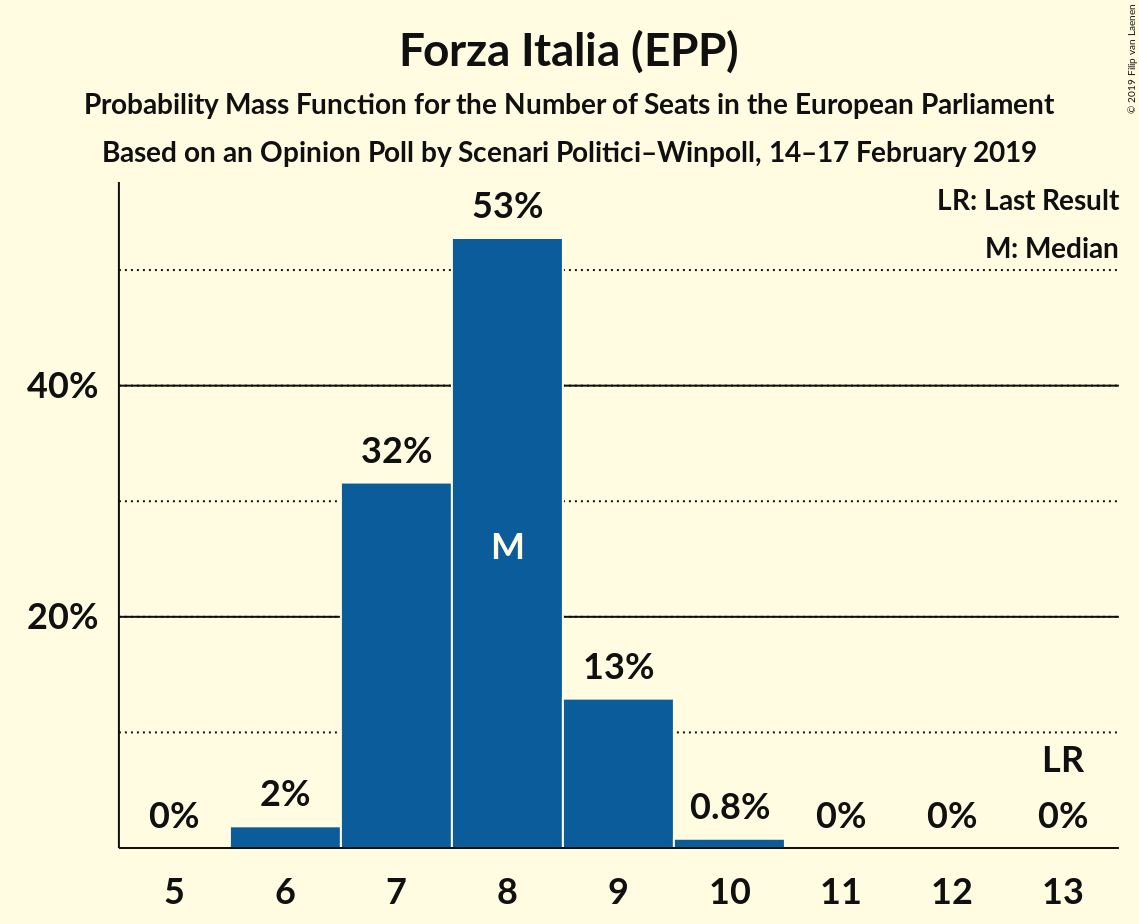 Forza Italia (EPP)
Probability Mass Function for the Number of Seats in the European Parliament
Based on an Opinion Poll by Scenari Politici–Winpoll, 14–17 February 2019
© 2019 Filip van Laenen
LR: Last Result
M: Median
53%
40%
32%
M
20%
13%
LR
0%
2%
0.8%
0%
0%
0%
5 6 7 8 9 10 11 12 13